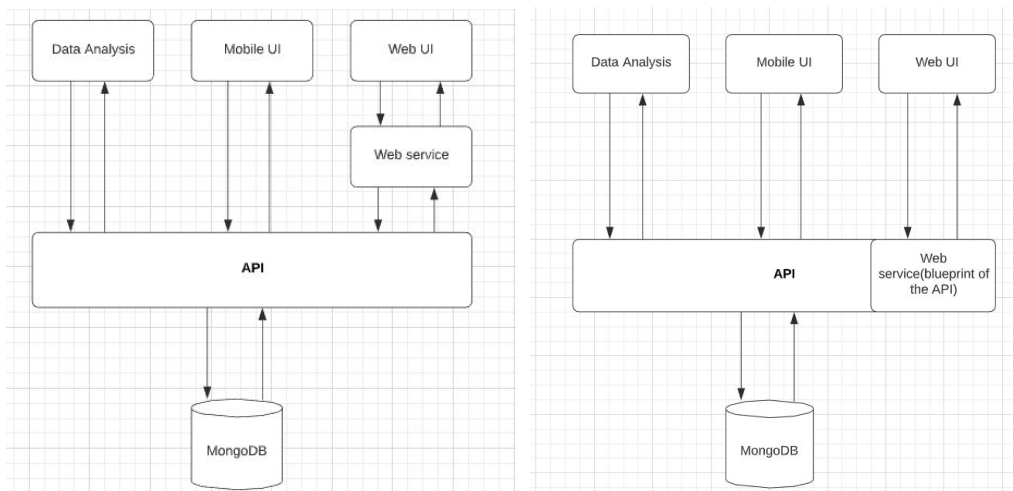 Data Analysis
Mobile UI
Web UI
Web service
API
MongoDB
Data Analysis
Mobile UI
Web UI
API
Web
service(blueprint of
the API)
MongoDB